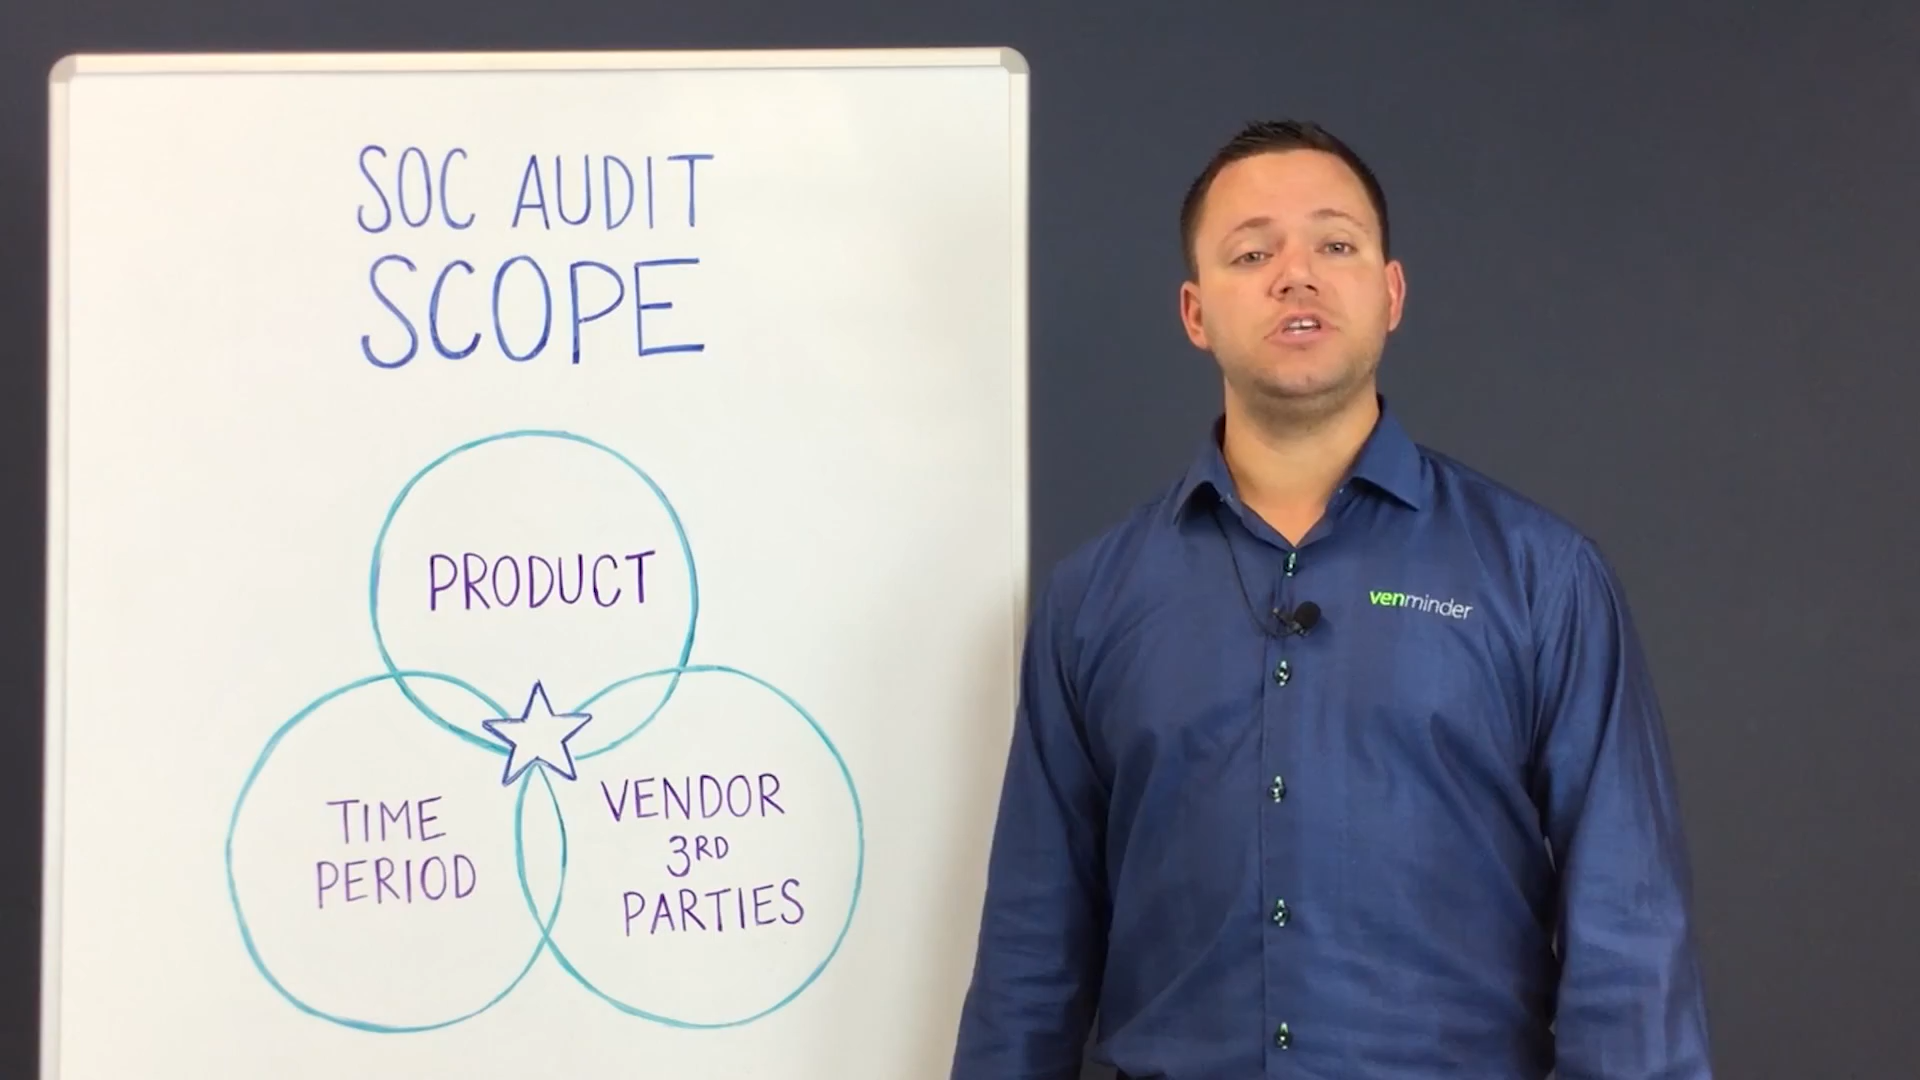 SOC AUDIT
SCOPE
PRODUCT
TIME
PERIOD
VENDOR
3RD
PARTIES
venminder